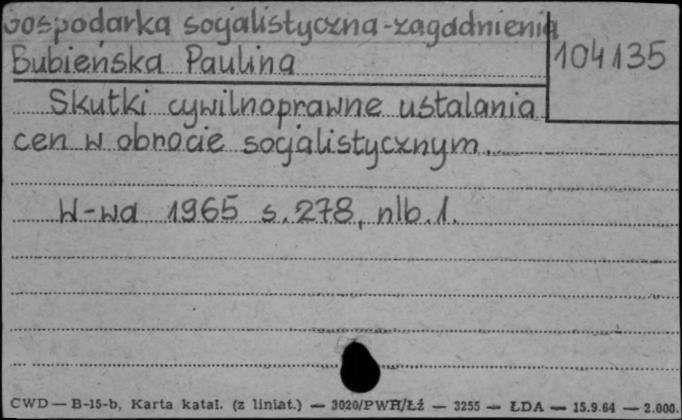 Gospodarka socjalistyczna-zagadnienia
104135
Bubieńska Paulina
Skutki cywilnoprawne ustalania
cen w obrocie socjalistycznym.
W-wa 1965 s. 278, nlb. 1.
CWD — B-15-b, Karta katal. (z liniat.) — 3020/PWH/Łź — 3255 — ŁDA — 15.9.64 — 2.000.